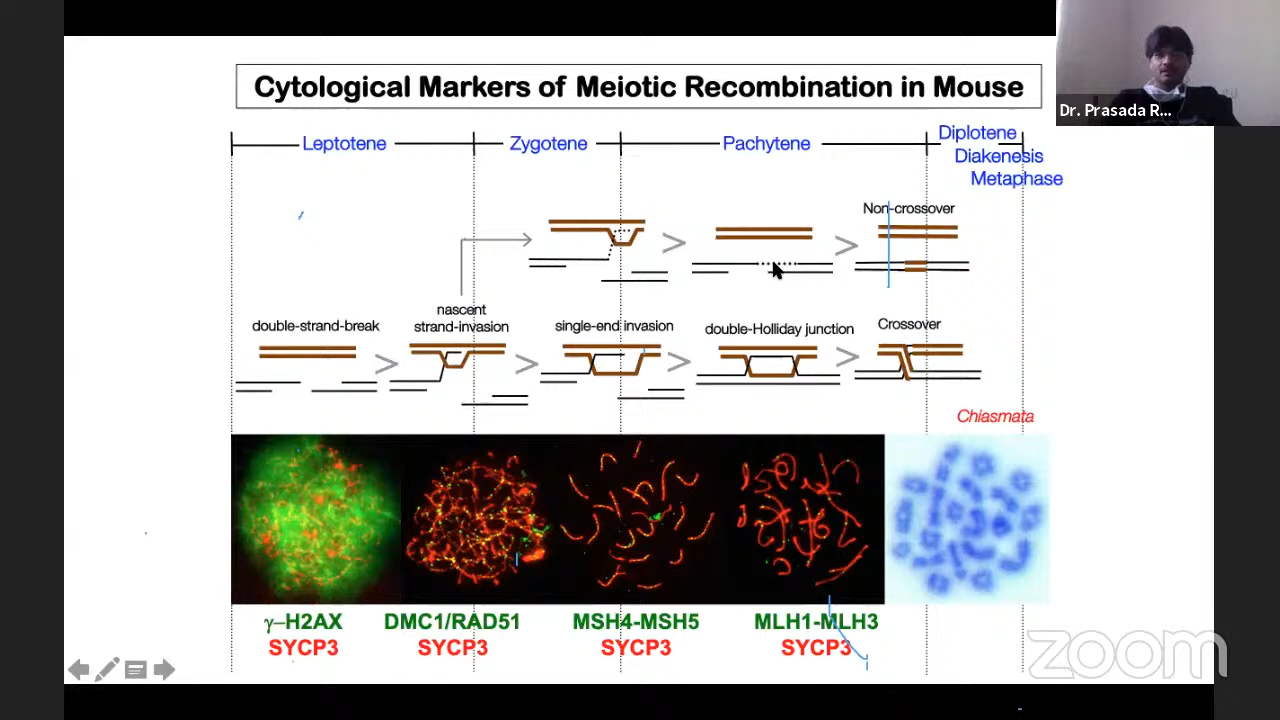 Cytological Markers of Meiotic Recombination in Mouse
Dr. Prasada R...
Leptotene
Zygotene
Pachytene
Diplotene
Diakenesis
Metaphase
Non-crossover
nascent
strand-invasion
double-strand-break
single-end invasion
double-Holliday junction
Crossover
Chiasmata
γ–H2AX
SYCP3
DMC1/RAD51
SYCP3
MSH4-MSH5
SYCP3
MLH1-MLH3
SYCP3
zoom